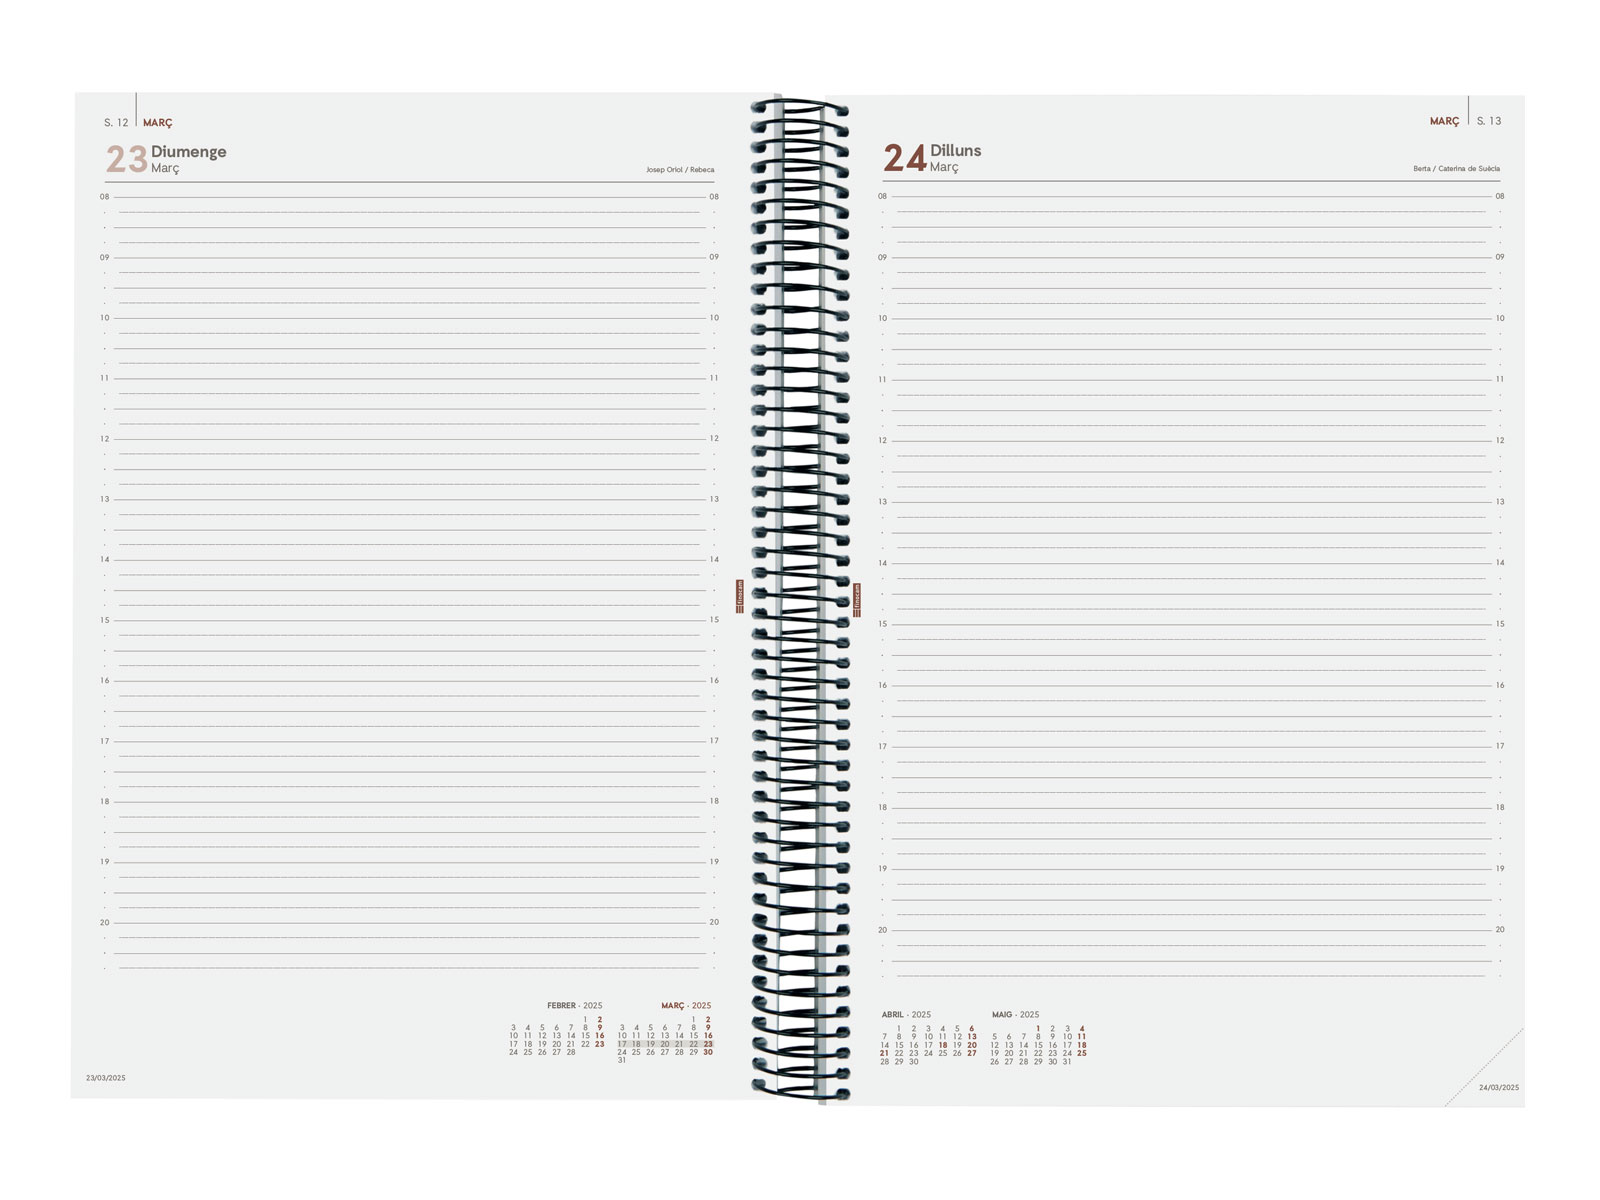 S. 12 MARÇ
23 Diumenge
Març
Josep Oriol / Rebeca
08 08
09 09
10 10
11 11
12 12
13 13
14 14
15 15
16 16
17 17
18 18
19 19
20 20
finocam
FEBRER · 2025
1 2
3 4 5 6 7 8 9
10 11 12 13 14 15 16
17 18 19 20 21 22 23
24 25 26 27 28
MARÇ · 2025
1 2
3 4 5 6 7 8 9
10 11 12 13 14 15 16
17 18 19 20 21 22 23
24 25 26 27 28 29 30
31
23/03/2025
MARÇ S. 13
24 Dilluns
Març
Berta / Caterina de Suècia
08 08
09 09
10 10
11 11
12 12
13 13
14 14
15 15
16 16
17 17
18 18
19 19
20 20
finocam
ABRIL · 2025
1 2 3 4 5 6
7 8 9 10 11 12 13
14 15 16 17 18 19 20
21 22 23 24 25 26 27
28 29 30
MAIG · 2025
1 2 3 4
5 6 7 8 9 10 11
12 13 14 15 16 17 18
19 20 21 22 23 24 25
26 27 28 29 30 31
24/03/2025